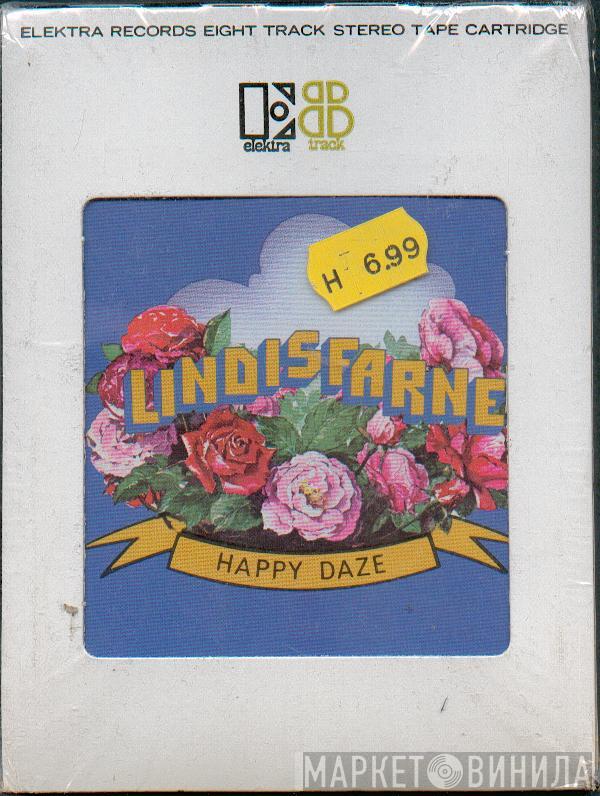 ELEKTRA RECORDS EIGHT TRACK STEREO TAPE CARTRIDGE
elektra track
H 6.99
LINDISFARNE
HAPPY DAZE
МАРКЕТ ВИНИЛА